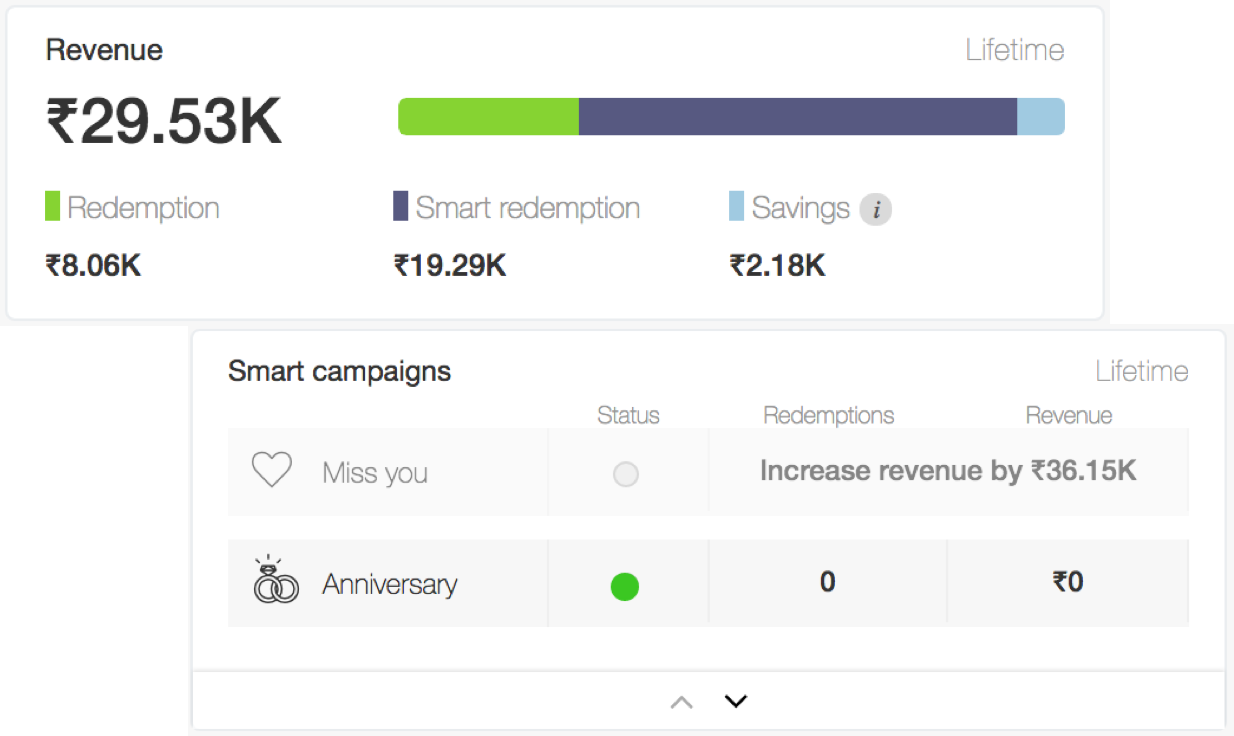 Revenue Lifetime
₹29.53K
Redemption Smart redemption Savings i
₹8.06K ₹19.29K ₹2.18K
Smart campaigns Lifetime
Status Redemptions Revenue
Miss you Increase revenue by ₹36.15K
Anniversary 0 ₹0